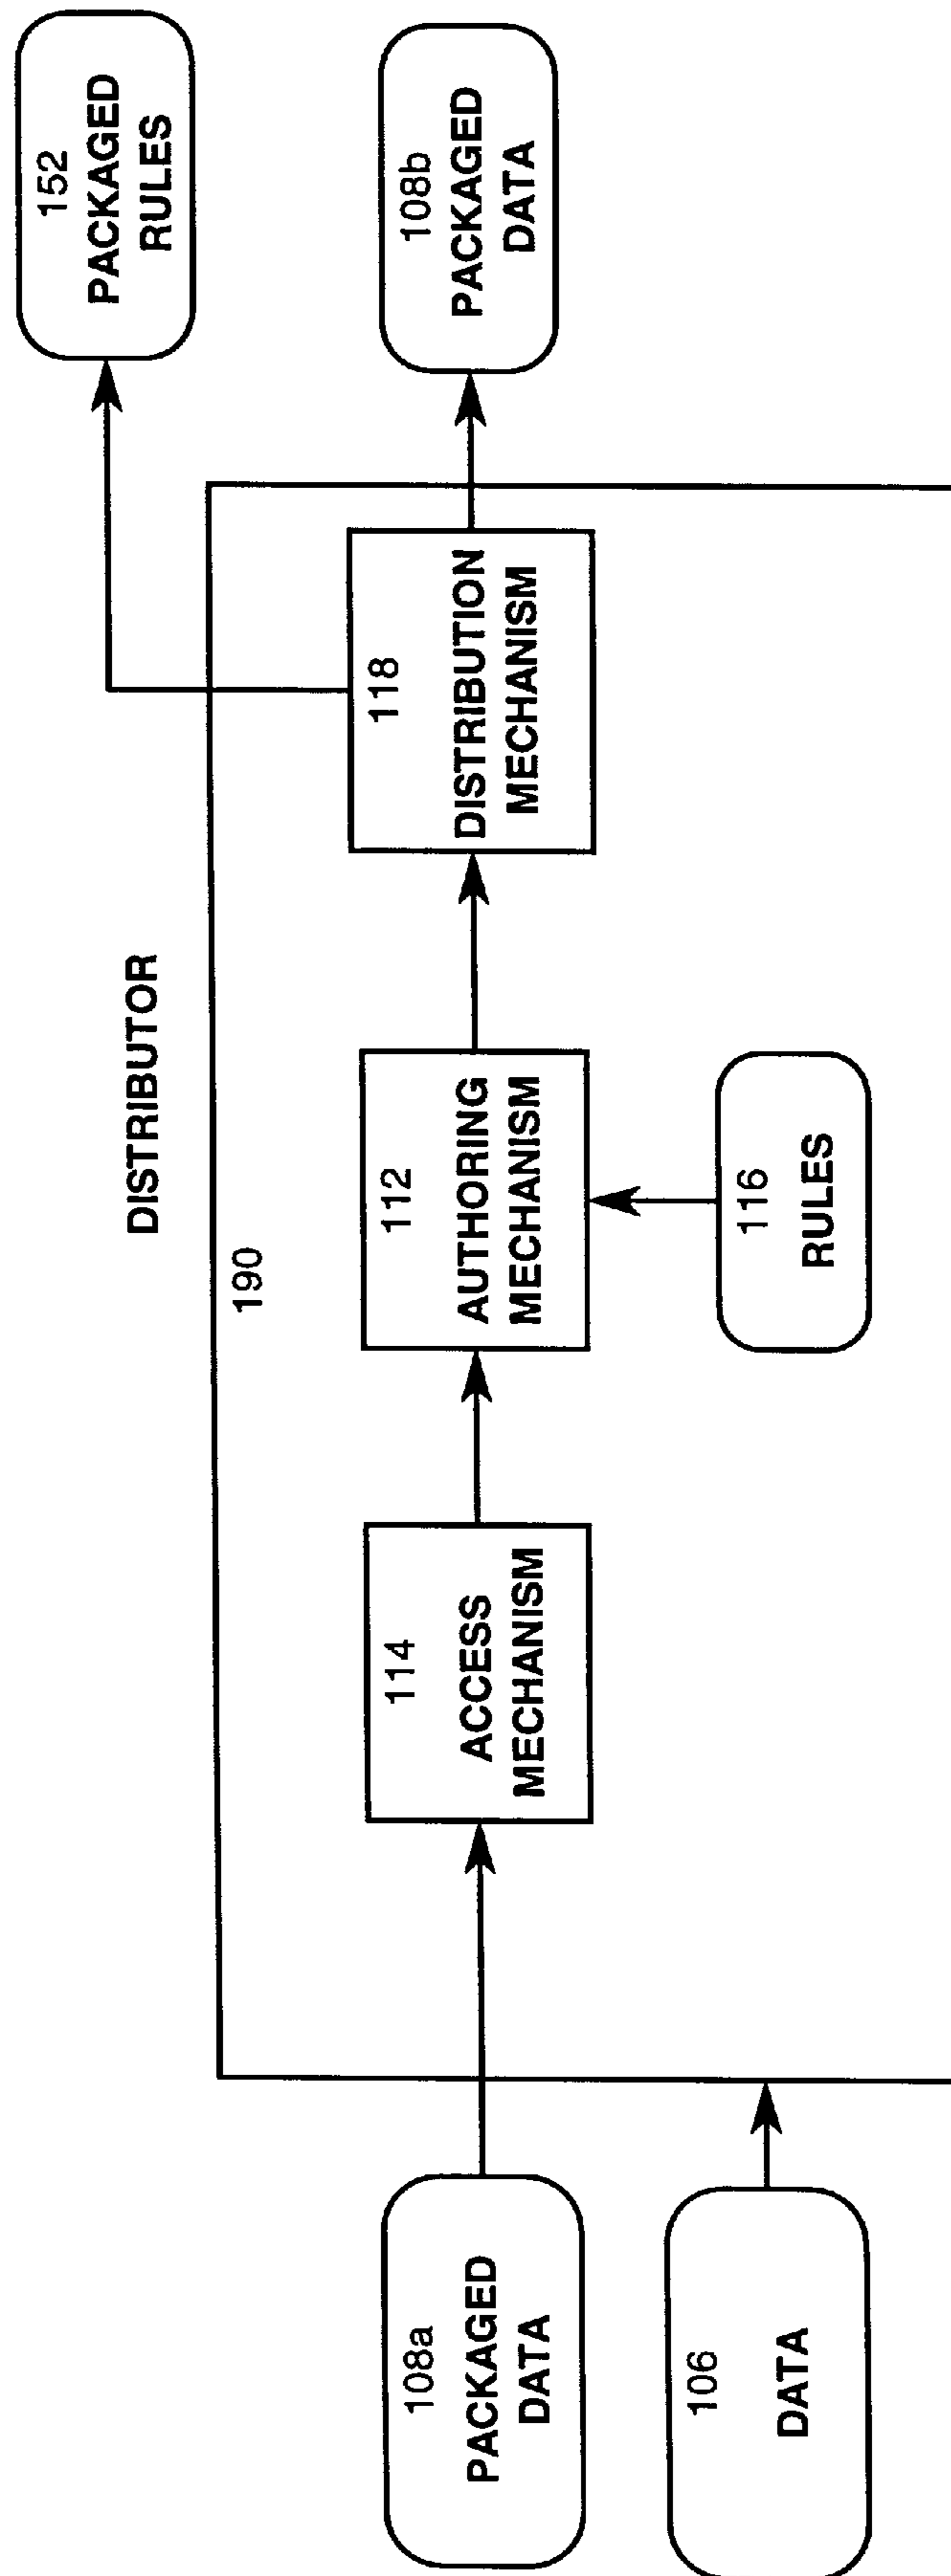 DISTRIBUTOR
190
108a
PACKAGED
DATA
106
DATA
114
ACCESS
MECHANISM
112
AUTHORING
MECHANISM
116
RULES
118
DISTRIBUTION
MECHANISM
152
PACKAGED
RULES
108b
PACKAGED
DATA